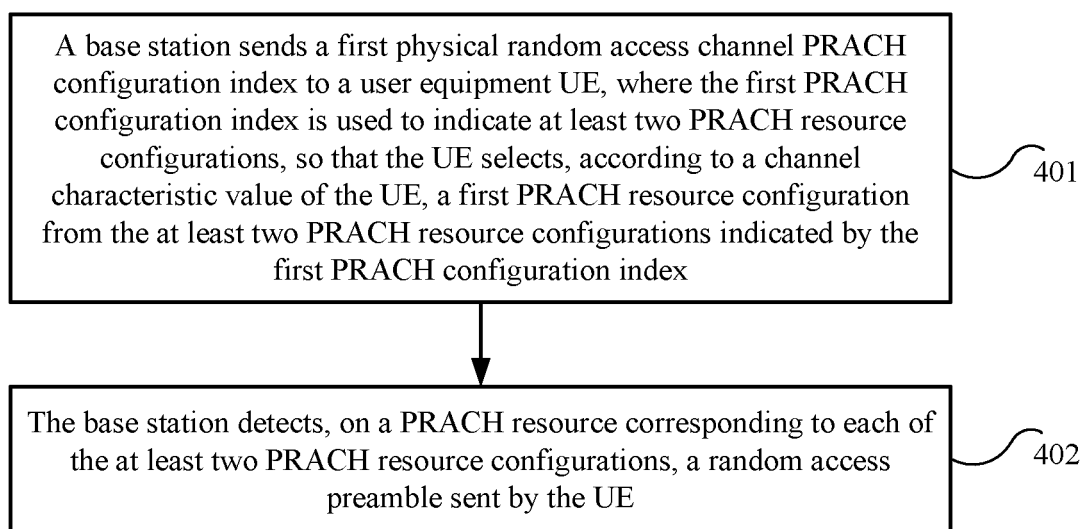 A base station sends a first physical random access channel PRACH
configuration index to a user equipment UE, where the first PRACH
configuration index is used to indicate at least two PRACH resource
configurations, so that the UE selects, according to a channel
characteristic value of the UE, a first PRACH resource configuration
from the at least two PRACH resource configurations indicated by the
first PRACH configuration index
401
The base station detects, on a PRACH resource corresponding to each of
the at least two PRACH resource configurations, a random access
preamble sent by the UE
402